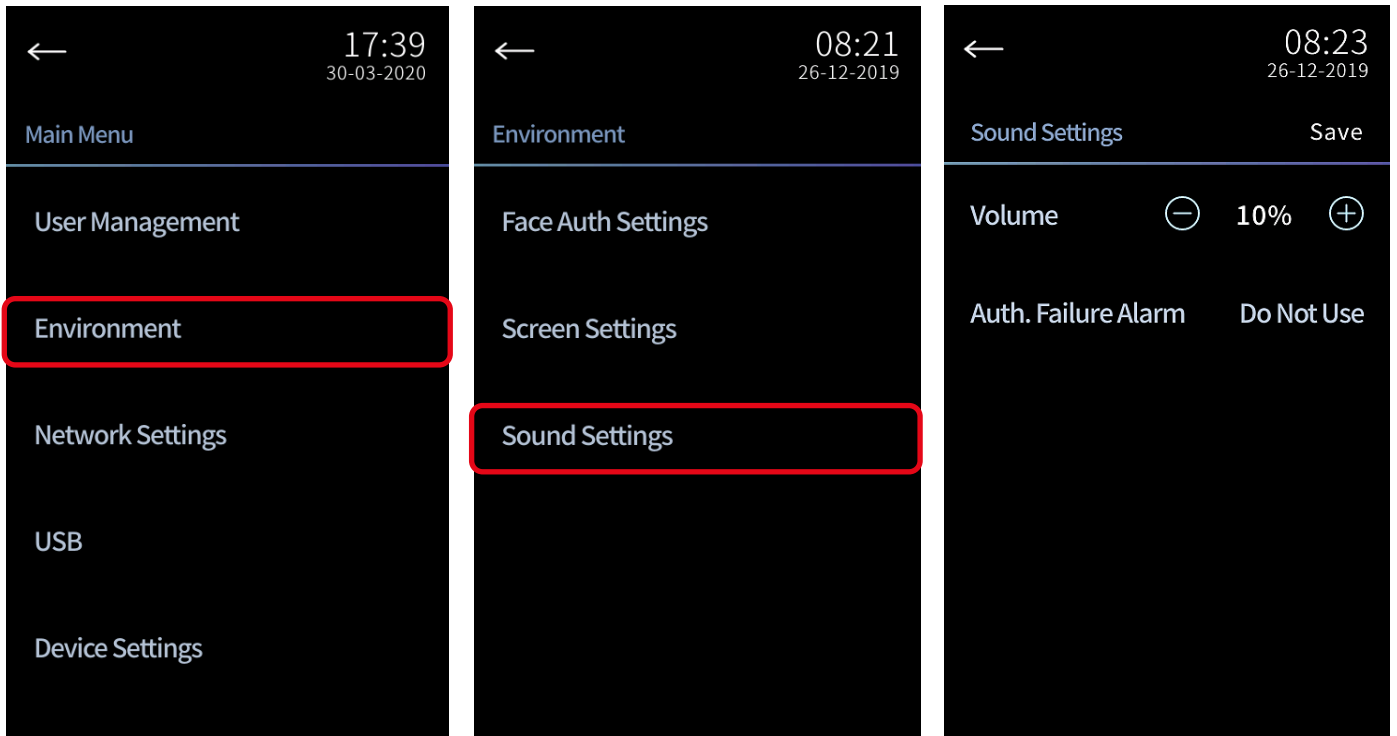 17:39
30-03-2020
Main Menu
User Management
Environment
Network Settings
USB
Device Settings
08:21
26-12-2019
Environment
Face Auth Settings
Screen Settings
Sound Settings
08:23
26-12-2019
Sound Settings Save
Volume 10%
Auth. Failure Alarm Do Not Use